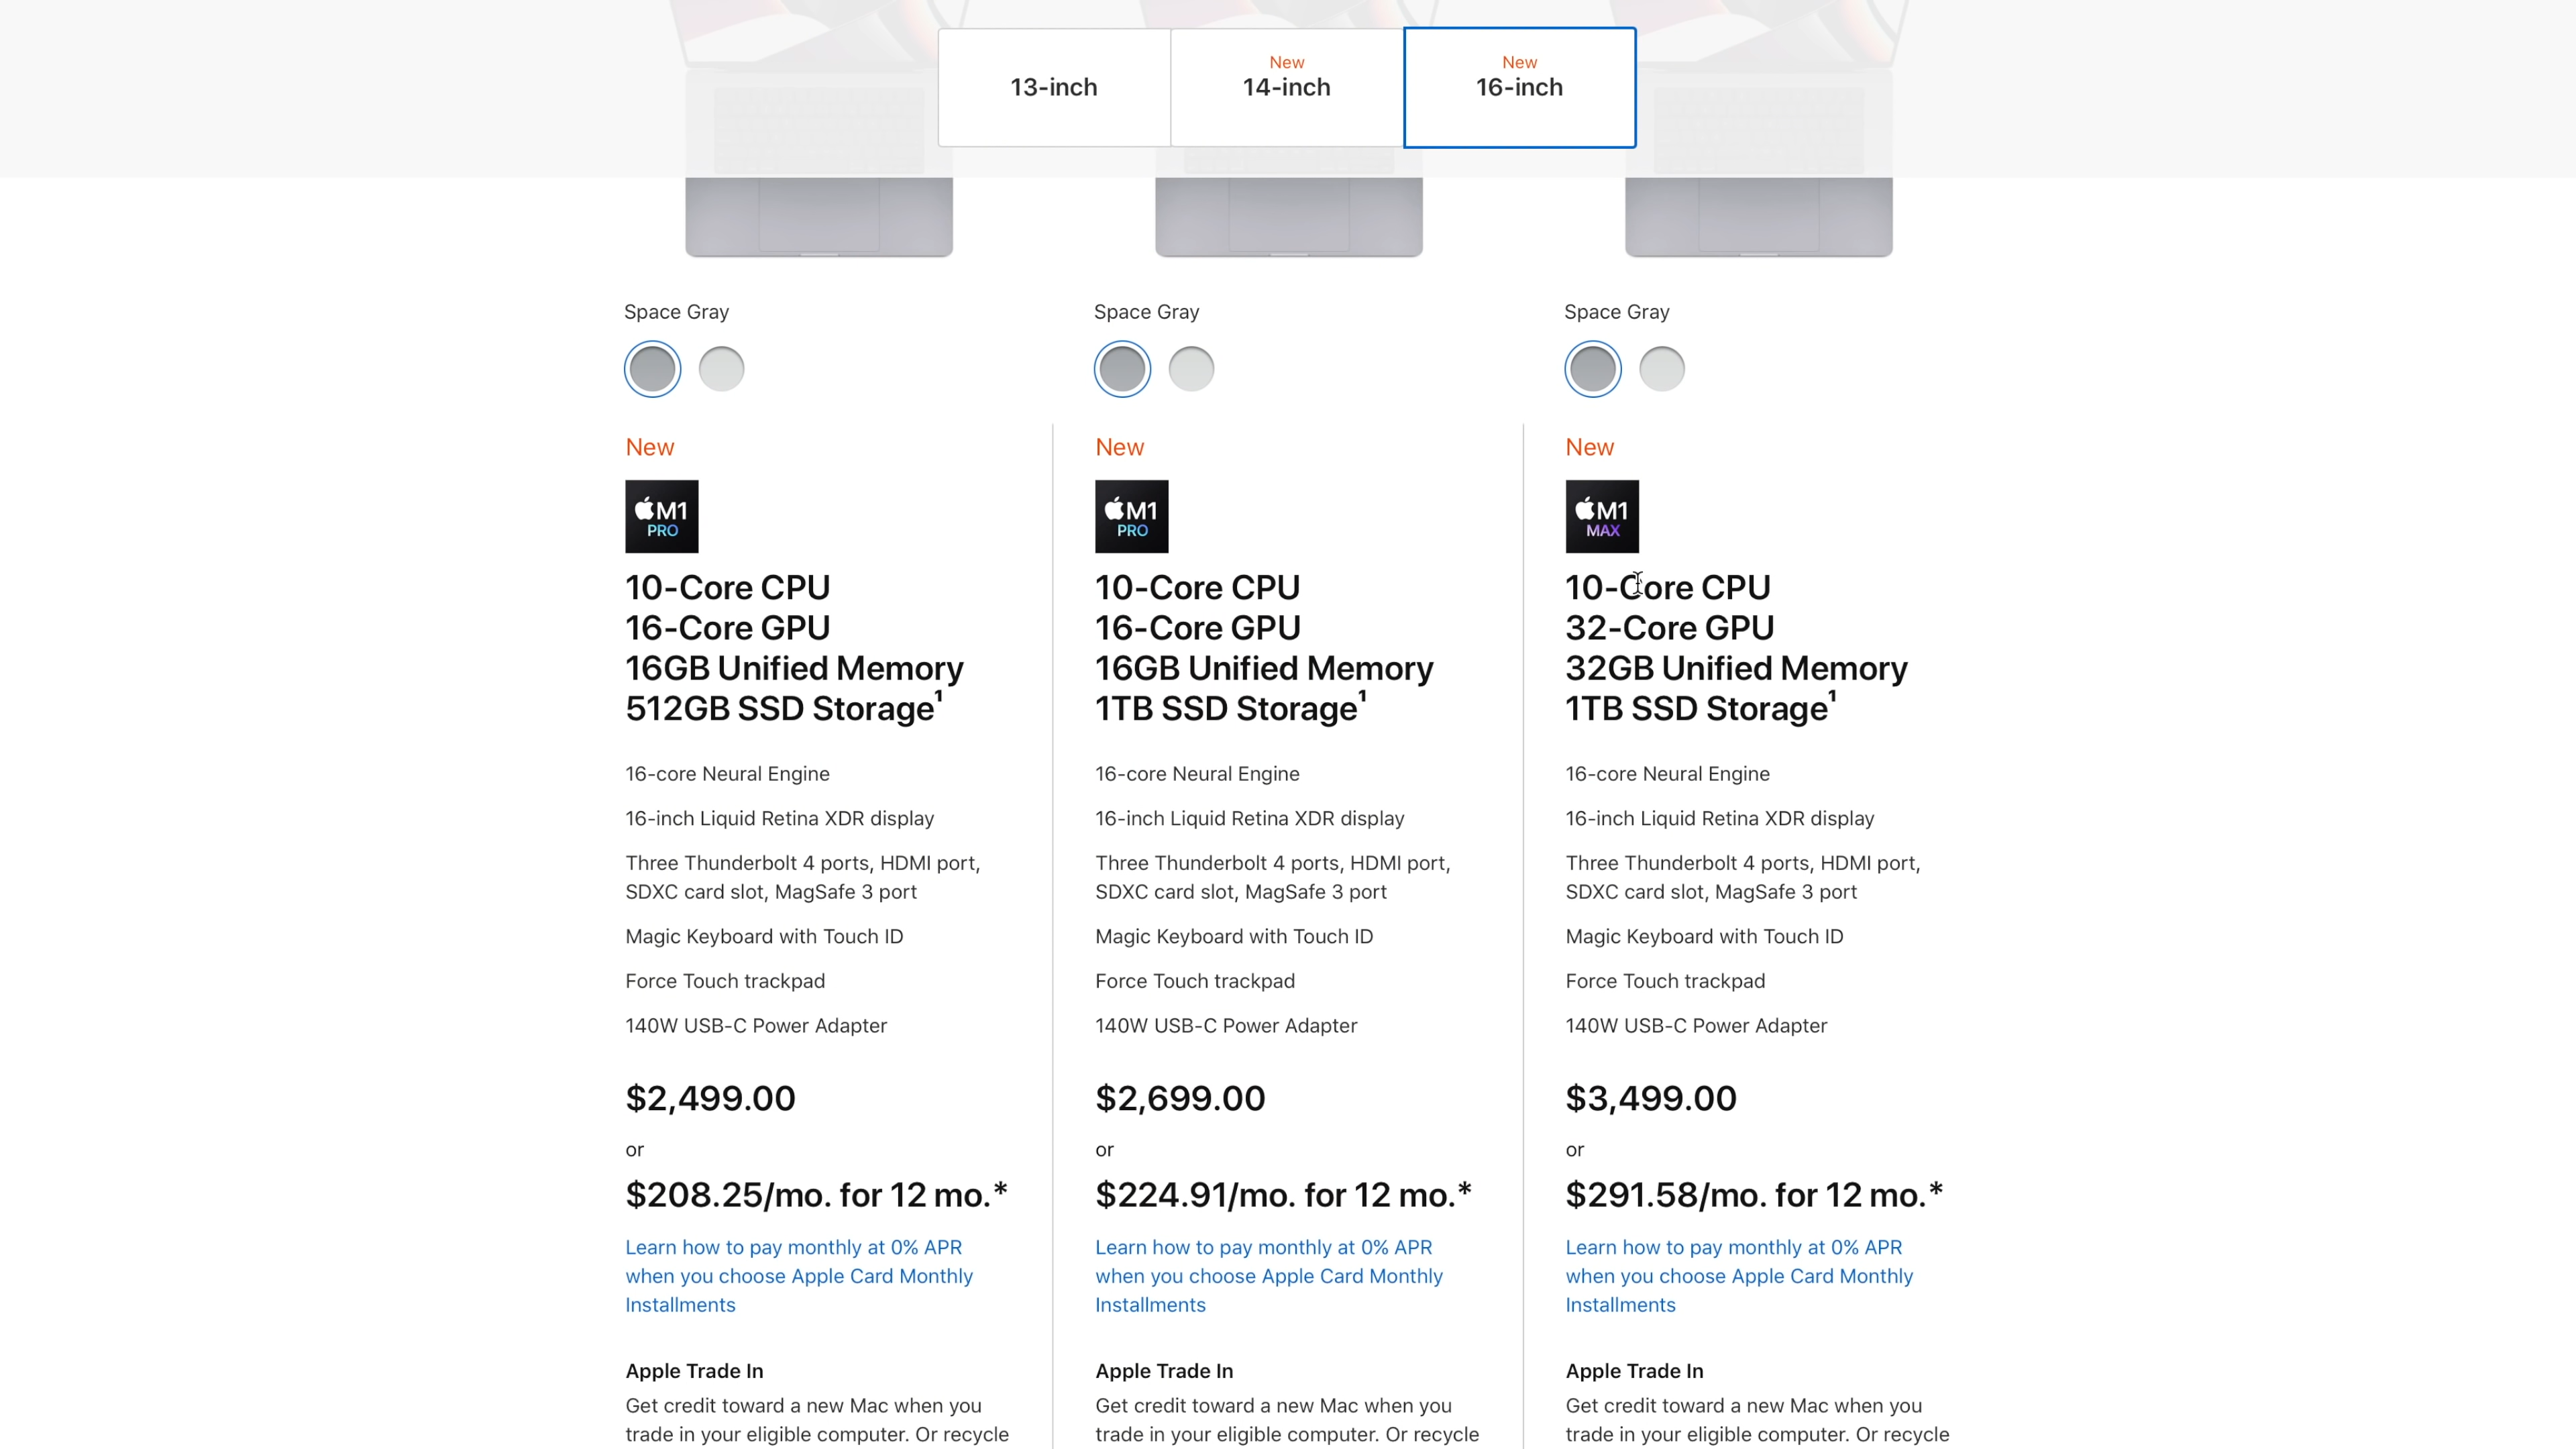 13-inch
New
14-inch
New
16-inch
Space Gray
New
M1
PRO
10-Core CPU
16-Core GPU
16GB Unified Memory
512GB SSD Storage¹
16-core Neural Engine
16-inch Liquid Retina XDR display
Three Thunderbolt 4 ports, HDMI port,
SDXC card slot, MagSafe 3 port
Magic Keyboard with Touch ID
Force Touch trackpad
140W USB-C Power Adapter
$2,499.00
or
$208.25/mo. for 12 mo.*
Learn how to pay monthly at 0% APR
when you choose Apple Card Monthly
Installments
Apple Trade In
Get credit toward a new Mac when you
trade in your eligible computer. Or recycle
Space Gray
New
M1
PRO
10-Core CPU
16-Core GPU
16GB Unified Memory
1TB SSD Storage¹
16-core Neural Engine
16-inch Liquid Retina XDR display
Three Thunderbolt 4 ports, HDMI port,
SDXC card slot, MagSafe 3 port
Magic Keyboard with Touch ID
Force Touch trackpad
140W USB-C Power Adapter
$2,699.00
or
$224.91/mo. for 12 mo.*
Learn how to pay monthly at 0% APR
when you choose Apple Card Monthly
Installments
Apple Trade In
Get credit toward a new Mac when you
trade in your eligible computer. Or recycle
Space Gray
New
M1
MAX
10-Core CPU
32-Core GPU
32GB Unified Memory
1TB SSD Storage¹
16-core Neural Engine
16-inch Liquid Retina XDR display
Three Thunderbolt 4 ports, HDMI port,
SDXC card slot, MagSafe 3 port
Magic Keyboard with Touch ID
Force Touch trackpad
140W USB-C Power Adapter
$3,499.00
or
$291.58/mo. for 12 mo.*
Learn how to pay monthly at 0% APR
when you choose Apple Card Monthly
Installments
Apple Trade In
Get credit toward a new Mac when you
trade in your eligible computer. Or recycle